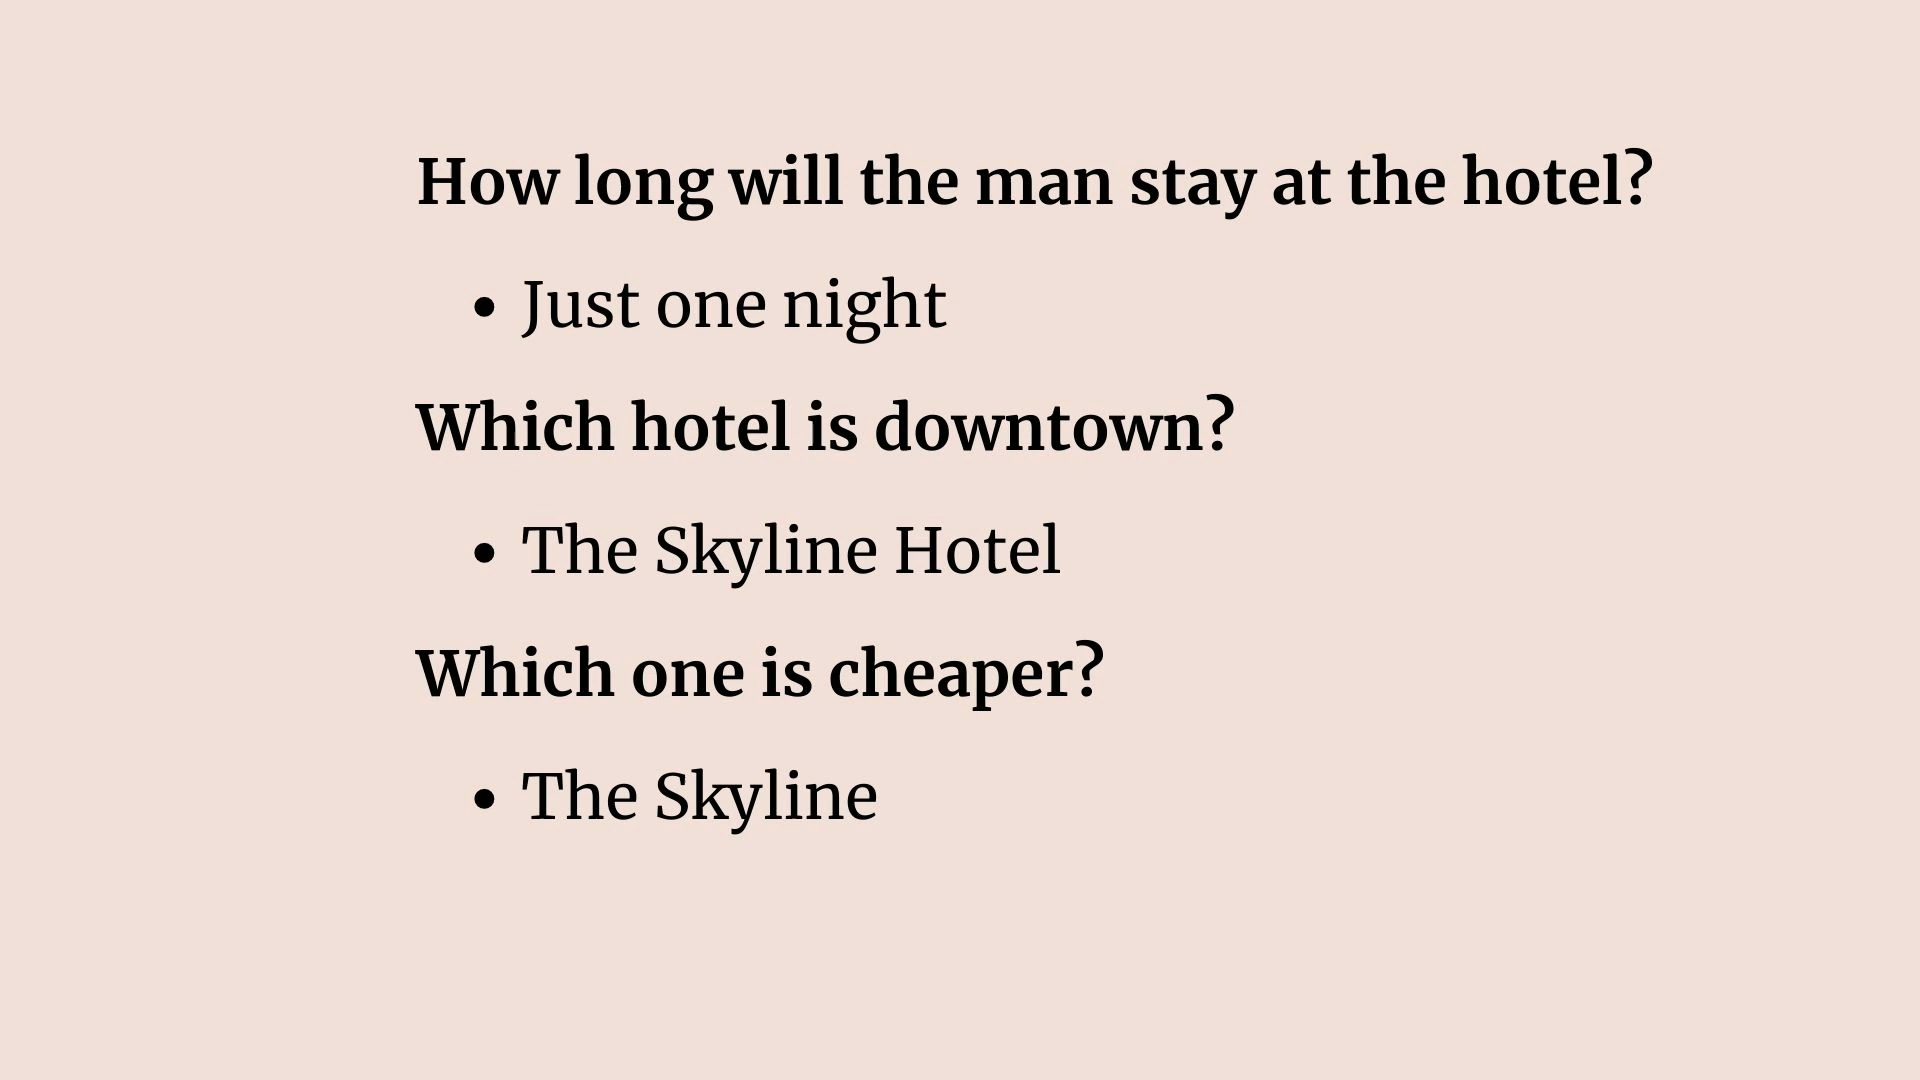 How long will the man stay at the hotel?
• Just one night
Which hotel is downtown?
• The Skyline Hotel
Which one is cheaper?
• The Skyline